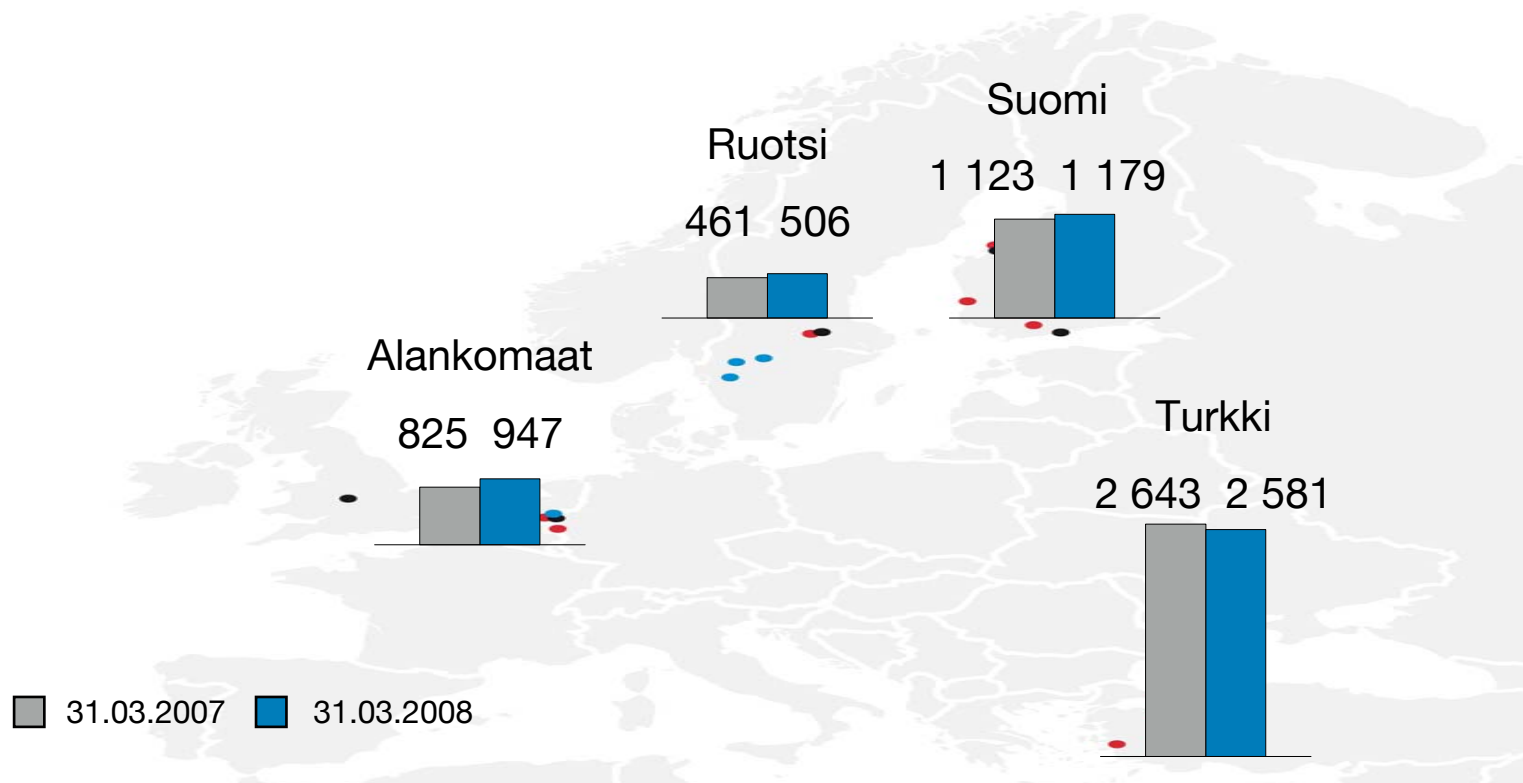 Suomi
1 123 1 179
Ruotsi
461 506
Alankomaat
825 947
Turkki
2 643 2 581
31.03.2007 31.03.2008